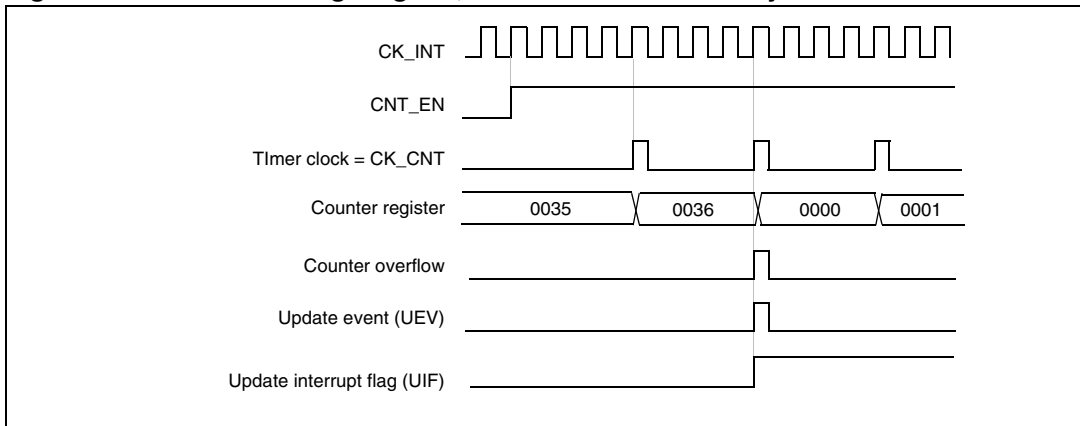 CK_INT
CNT_EN
TImer clock = CK_CNT
Counter register
0035 0036 0000 0001
Counter overflow
Update event (UEV)
Update interrupt flag (UIF)